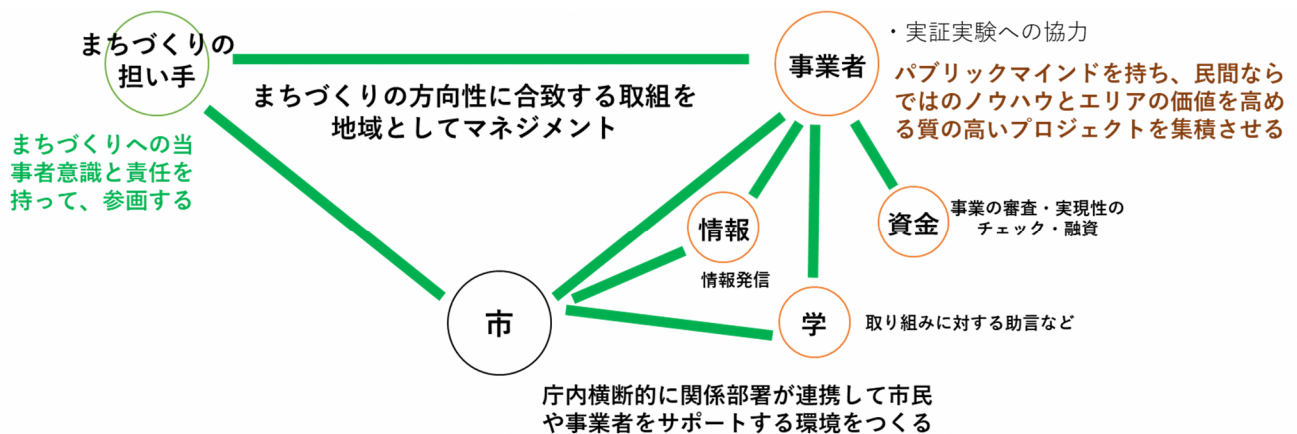 まちづくりの
担い手
まちづくりへの当
事者意識と責任を
持って、参画する
まちづくりの方向性に合致する取組を
地域としてマネジメント
事業者
・実証実験への協力
パブリックマインドを持ち、民間なら
ではのノウハウとエリアの価値を高め
る質の高いプロジェクトを集積させる
情報
情報発信
資金
事業の審査・実現性の
チェック・融資
市
学
取り組みに対する助言など
庁内横断的に関係部署が連携して市民
や事業者をサポートする環境をつくる